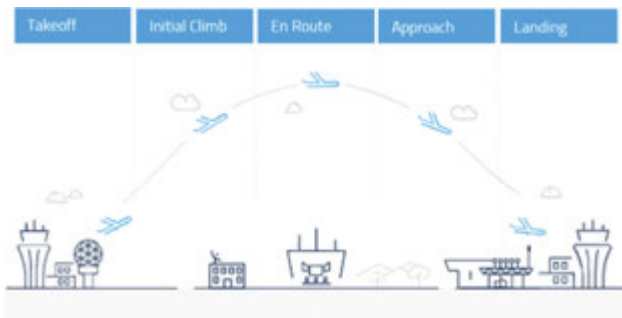 Takeoff
Initial Climb
En Route
Approach
Landing